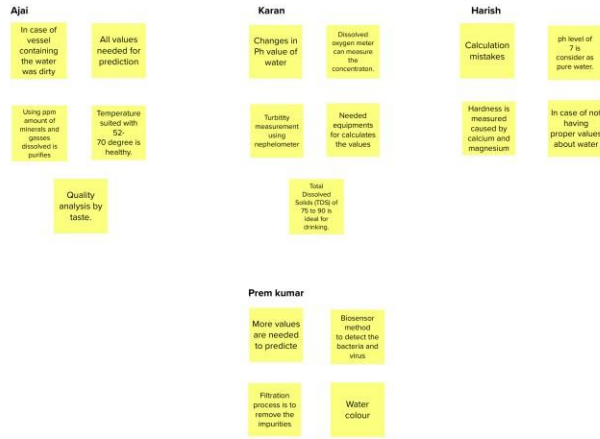 Ajai
In case of
vessel
containing
the water
was dirty
All values
needed for
prediction
Using ppm
amount of
minerals and
gasses
dissolved is
purifies
Temperature
suited with
52-
70 degree is
healthy.
Quality
analysis by
taste.
Karan
Changes in
Ph value of
water
Dissolved
oxygen meter
can measure
the
concentraton.
Turbtity
measurement
using
nephelometer
Needed
equipments
for calculates
the values
Total
Dissolved
Solids (TDS) of
75 to 90 is
ideal for
drinking.
Harish
Calculation
mistakes
ph level of
7 is
consider as
pure water.
Hardness is
measured
caused by
calcium and
magnesium
In case of not
having
proper values
about water
Prem kumar
More values
are needed
to predicte
Biosensor
method
to detect the
bacteria and
virus
Filtration
process is to
remove the
impurities
Water
colour